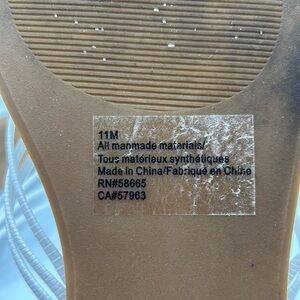 11M
All manmade materials/
Tous matériaux synthétiques
Made in China/Fabriqué en Chine
RN#58665
CA#57963